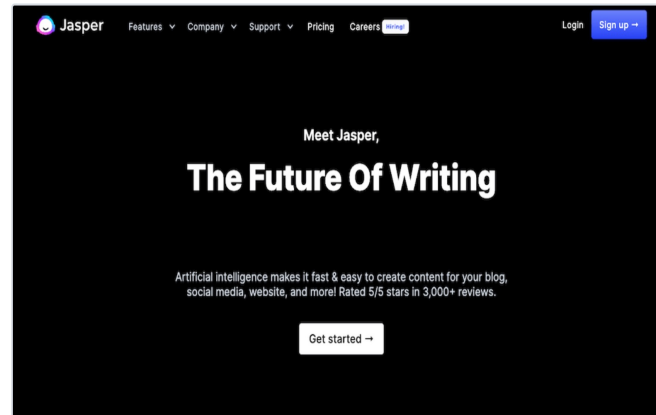 Jasper
Features Company Support Pricing Careers Hiring!
Login Sign up →
Meet Jasper,
The Future Of Writing
Artificial intelligence makes it fast & easy to create content for your blog,
social media, website, and more! Rated 5/5 stars in 3,000+ reviews.
Get started →